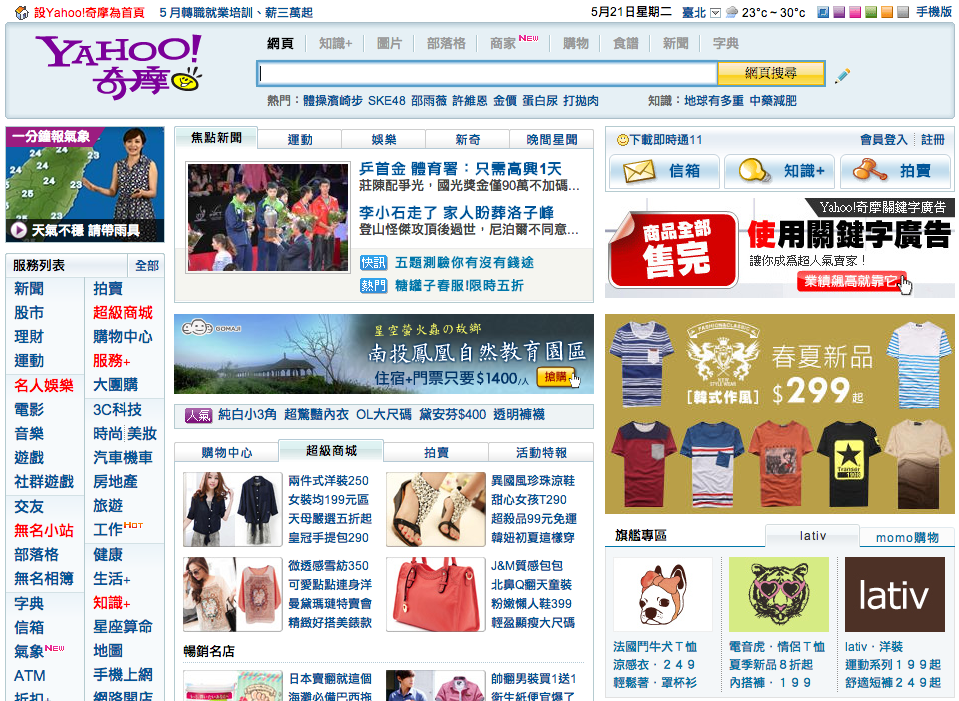 設Yahoo!奇摩為首頁 5月轉職就業培訓、薪三萬起 5月21日星期二 臺北 23°c ~ 30°c 手機版
YAHOO! 奇摩
網頁 知識+ 圖片 部落格 商家 NEW 購物 食譜 新聞 字典
網頁搜尋
熱門：體操濱崎步 SKE48 邵雨薇 許維恩 金價 蛋白尿 打拋肉 知識：地球有多重 中藥減肥
一分鐘報氣象
24 24 23 24 24 25 23
天氣不穩 請帶雨具
服務列表 全部
新聞 拍賣
股市 超級商城
理財 購物中心
運動 服務+
名人娛樂 大團購
電影 3C科技
音樂 時尚 美妝
遊戲 汽車機車
社群遊戲 房地產
交友 旅遊
無名小站 工作 HOT
部落格 健康
無名相簿 生活+
字典 知識+
信箱 星座算命
氣象 NEW 地圖
ATM 手機上網
折扣+ 網路開店
焦點新聞 運動 娛樂 新奇 晚間星聞
乒首金 體育署：只需高興1天
莊陳配爭光，國光獎金僅90萬不加碼...
李小石走了 家人盼葬洛子峰
登山怪傑攻頂後過世，尼泊爾不同意...
快訊 五題測驗你有沒有錢途
熱門 糖罐子春服!限時五折
GOMAJI
星空螢火蟲の故鄉
南投鳳凰自然教育園區
住宿+門票只要$1400/人 搶購
人氣 純白小3角 超驚豔內衣 OL大尺碼 黛安芬$400 透明褲襪
購物中心 超級商城 拍賣 活動特報
兩件式洋裝250
女裝均199元區
天母嚴選五折起
皇冠手提包290
異國風珍珠涼鞋
甜心女孩T290
超殺品99元免運
韓妞初夏這樣穿
微透感雪紡350
可愛點點連身洋
曼黛瑪璉特賣會
精緻好搭美錶款
J&M質感包包
北鼻Q翻天童裝
粉嫩懶人鞋399
輕盈顯瘦大尺碼
暢銷名店
日本賣翻就這個
海灘必備巴西拖
帥翻男裝買1送1
衛生紙便宜爆了
下載即時通11 會員登入 註冊
信箱 知識+ 拍賣
Yahoo!奇摩關鍵字廣告
商品全部
售完
使用關鍵字廣告
讓你成為超人氣賣家！
業績飆高就靠它
FASHION&CLASSIC
春夏新品
[韓式作風] $299起
Transer
1900
旗艦專區 lativ momo購物
lativ
法國鬥牛犬T恤
涼感衣．２４９
輕鬆著．罩杯衫
電音虎．情侶T恤
夏季新品８折起
內搭褲．１９９
lativ．洋裝
運動系列１９９起
舒適短褲２４９起